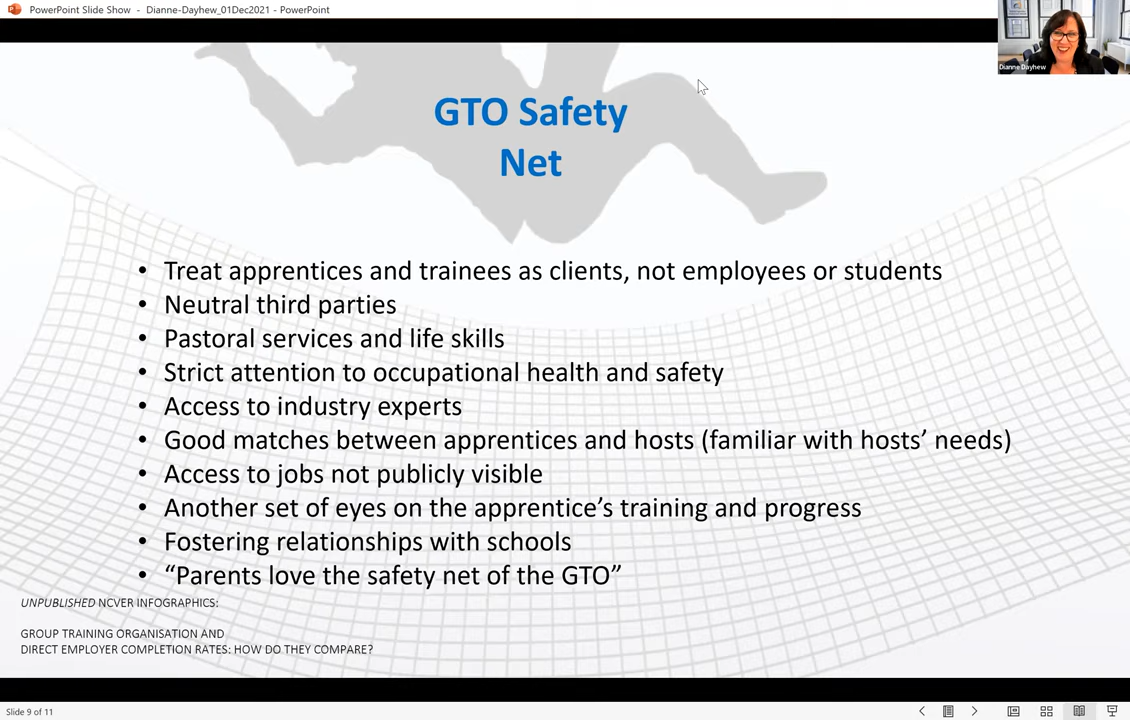 PowerPoint Slide Show - Dianne-Dayhew_01Dec2021 - PowerPoint
Dianne Dayhew
GTO Safety
Net
• Treat apprentices and trainees as clients, not employees or students
• Neutral third parties
• Pastoral services and life skills
• Strict attention to occupational health and safety
• Access to industry experts
• Good matches between apprentices and hosts (familiar with hosts’ needs)
• Access to jobs not publicly visible
• Another set of eyes on the apprentice’s training and progress
• Fostering relationships with schools
• “Parents love the safety net of the GTO”
UNPUBLISHED NCVER INFOGRAPHICS:
GROUP TRAINING ORGANISATION AND
DIRECT EMPLOYER COMPLETION RATES: HOW DO THEY COMPARE?
Slide 9 of 11